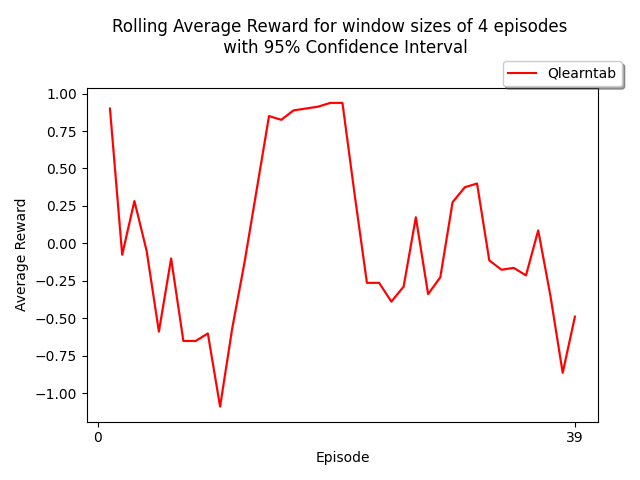 Rolling Average Reward for window sizes of 4 episodes
with 95% Confidence Interval
Qlearntab
1.00
0.75
0.50
0.25
0.00
−0.25
−0.50
−0.75
−1.00
Average Reward
0
39
Episode